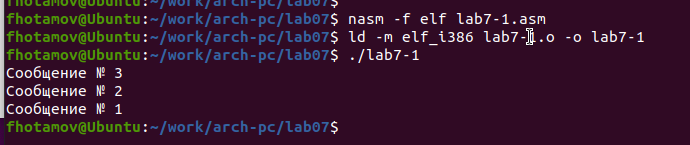 fhotamov@Ubuntu:~/work/arch-pc/lab07$ nasm -f elf lab7-1.asm
fhotamov@Ubuntu:~/work/arch-pc/lab07$ ld -m elf_i386 lab7-1.o -o lab7-1
fhotamov@Ubuntu:~/work/arch-pc/lab07$ ./lab7-1
Сообщение № 3
Сообщение № 2
Сообщение № 1
fhotamov@Ubuntu:~/work/arch-pc/lab07$